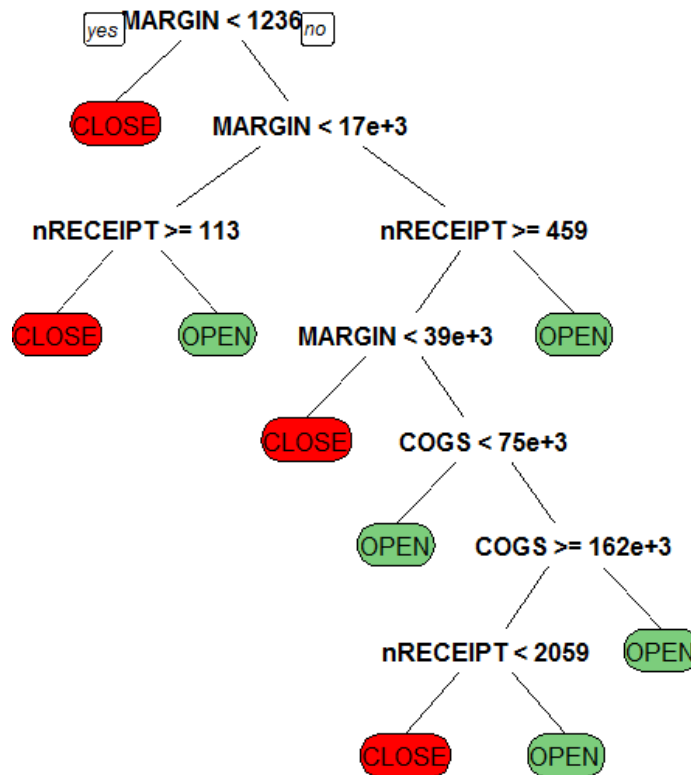 yes MARGIN < 1236 no
CLOSE MARGIN < 17e+3
nRECEIPT >= 113 nRECEIPT >= 459
CLOSE OPEN MARGIN < 39e+3 OPEN
CLOSE COGS < 75e+3
OPEN COGS >= 162e+3
nRECEIPT < 2059 OPEN
CLOSE OPEN